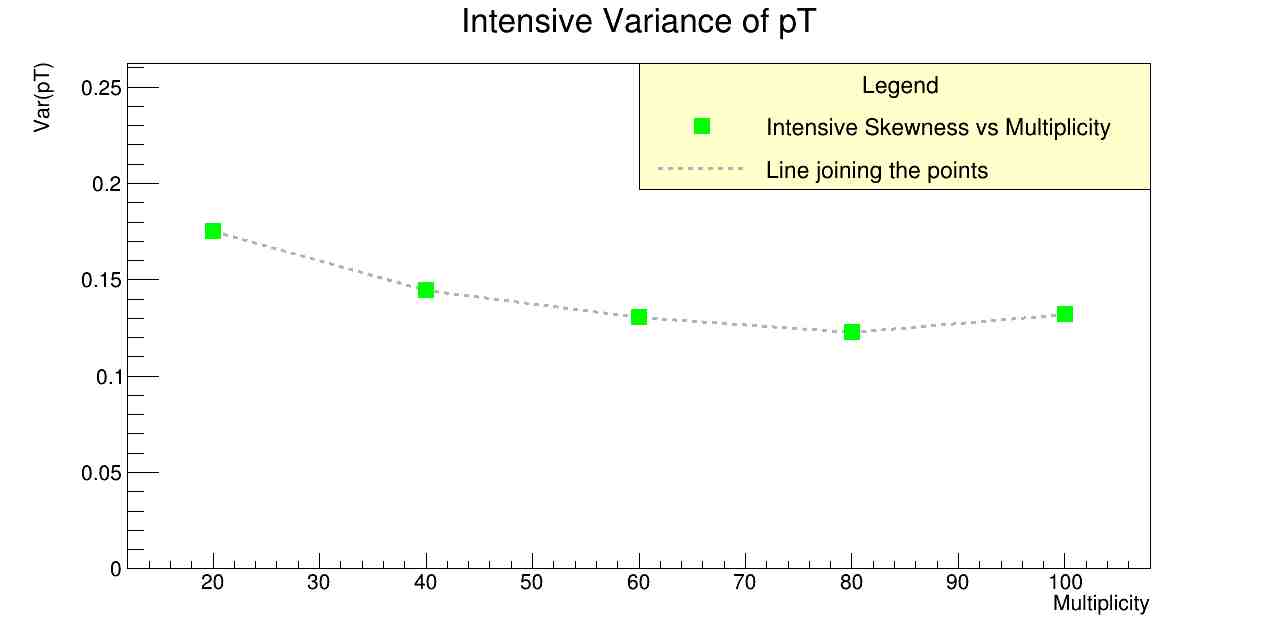 Intensive Variance of pT
Var(pT)
0.25
0.2
0.15
0.1
0.05
0
Legend
Intensive Skewness vs Multiplicity
Line joining the points
20 30 40 50 60 70 80 90 100
Multiplicity